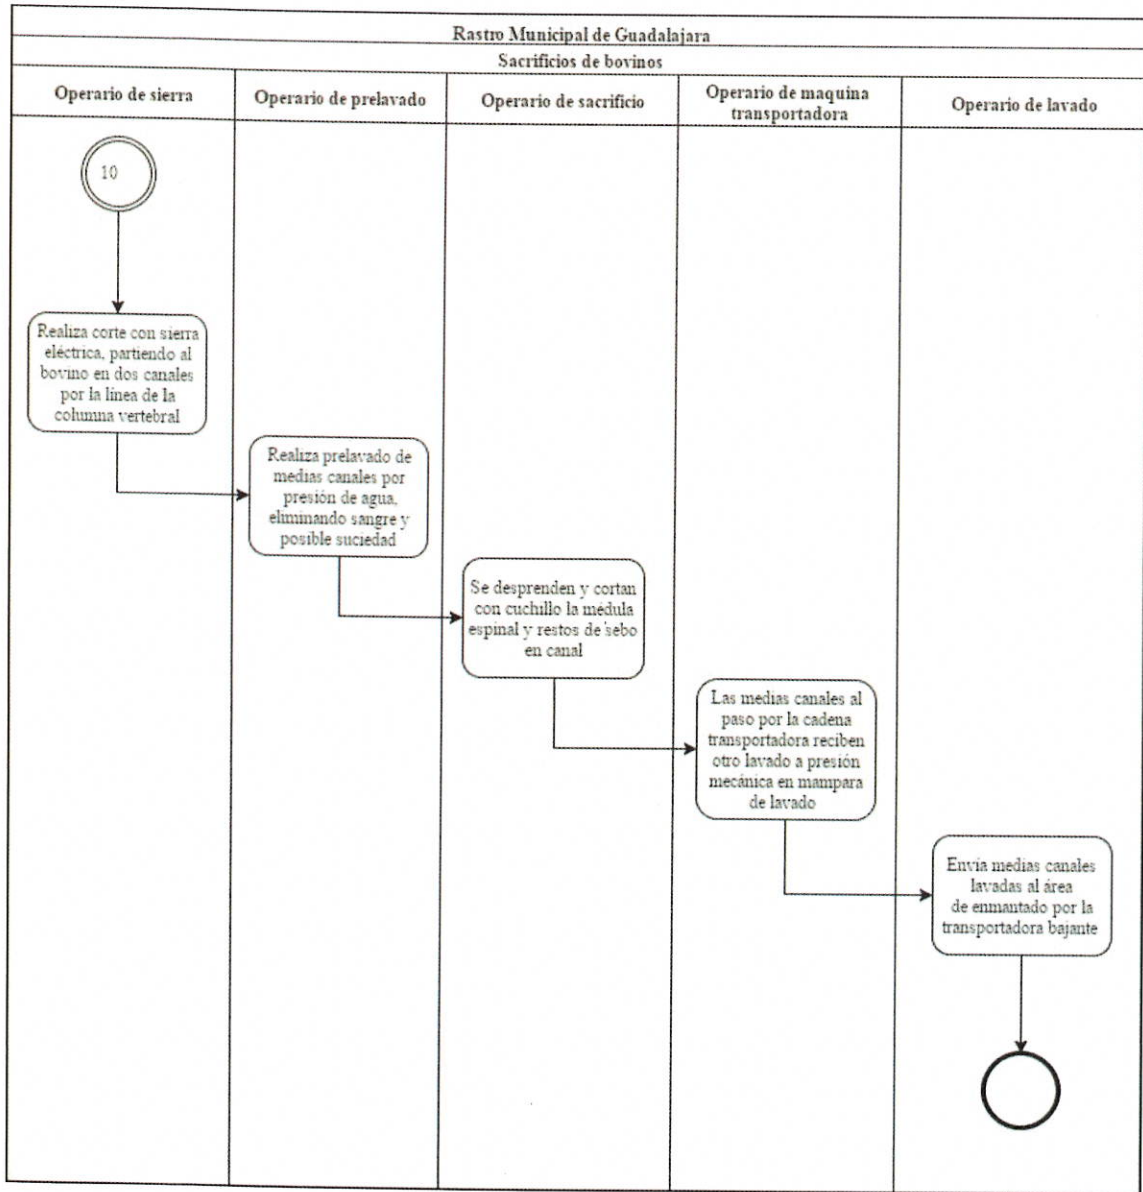 Rastro Municipal de Guadalajara
Sacrificios de bovinos
Operario de sierra
Operario de prelavado
Operario de sacrificio
Operario de maquina
transportadora
Operario de lavado
10
Realiza corte con sierra
eléctrica, partiendo al
bovino en dos canales
por la línea de la
columna vertebral
Realiza prelavado de
medias canales por
presión de agua,
eliminando sangre y
posible suciedad
Se desprenden y cortan
con cuchillo la médula
espinal y restos de sebo
en canal
Las medias canales al
paso por la cadena
transportadora reciben
otro lavado a presión
mecánica en mampara
de lavado
Envía medias canales
lavadas al área
de enmantado por la
transportadora bajante